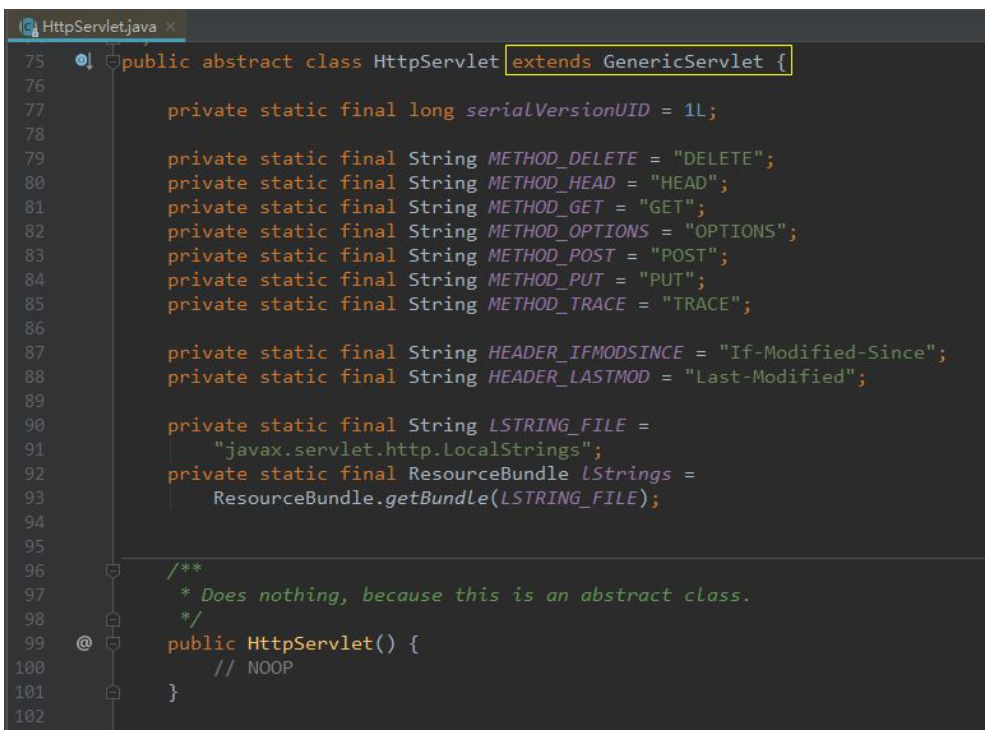 HttpServlet.java
75 public abstract class HttpServlet extends GenericServlet {
76
77 private static final long serialVersionUID = 1L;
78
79 private static final String METHOD_DELETE = "DELETE";
80 private static final String METHOD_HEAD = "HEAD";
81 private static final String METHOD_GET = "GET";
82 private static final String METHOD_OPTIONS = "OPTIONS";
83 private static final String METHOD_POST = "POST";
84 private static final String METHOD_PUT = "PUT";
85 private static final String METHOD_TRACE = "TRACE";
86
87 private static final String HEADER_IFMODSINCE = "If-Modified-Since";
88 private static final String HEADER_LASTMOD = "Last-Modified";
89
90 private static final String LSTRING_FILE =
91 "javax.servlet.http.LocalStrings";
92 private static final ResourceBundle lStrings =
93 ResourceBundle.getBundle(LSTRING_FILE);
94
95
96 /**
97 * Does nothing, because this is an abstract class.
98 */
99 @ public HttpServlet() {
100 // NOOP
101 }
102